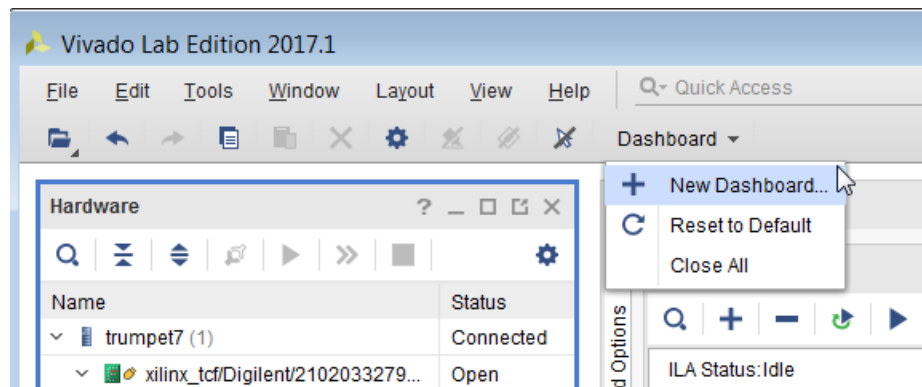 Vivado Lab Edition 2017.1
File Edit Tools Window Layout View Help Quick Access
Dashboard
New Dashboard...
Reset to Default
Close All
Hardware
Name Status
trumpet7 (1) Connected
xilinx_tcf/Digilent/2102033279... Open
Options
ILA Status:Idle